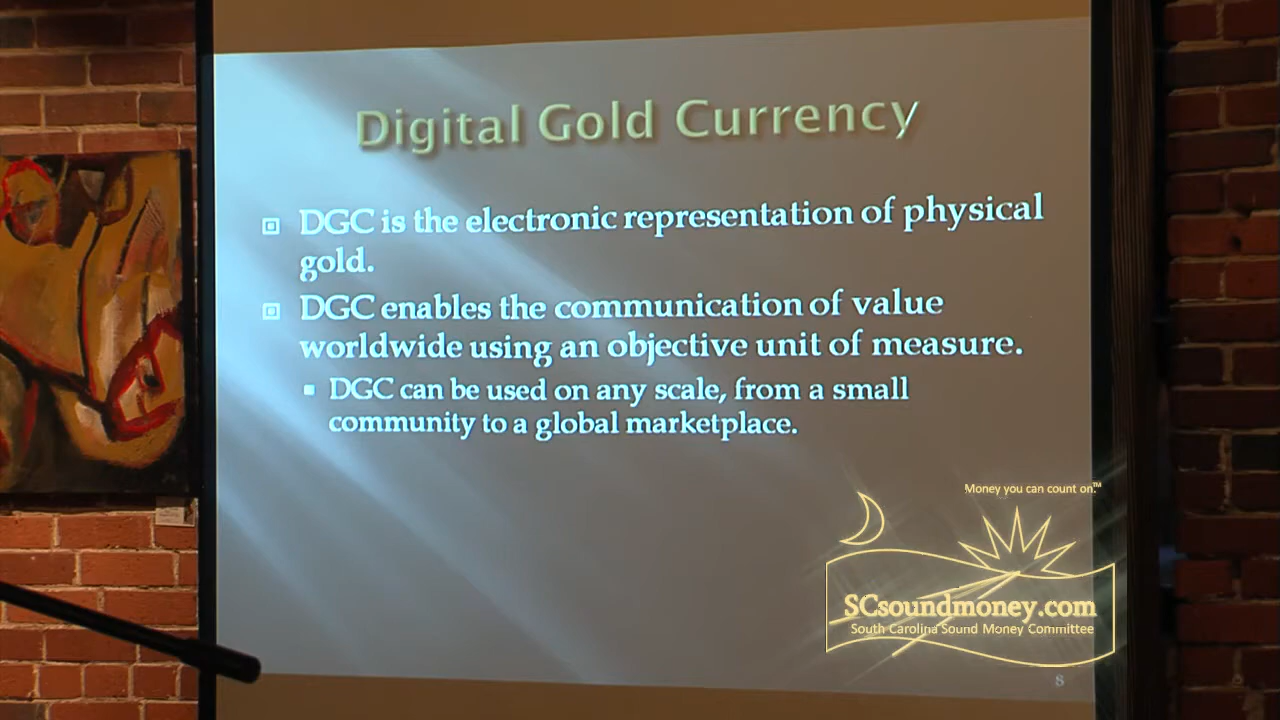 Digital Gold Currency
DGC is the electronic representation of physical
gold.
DGC enables the communication of value
worldwide using an objective unit of measure.
DGC can be used on any scale, from a small
community to a global marketplace.
Money you can count on.™
SCsoundmoney.com
South Carolina Sound Money Committee
8